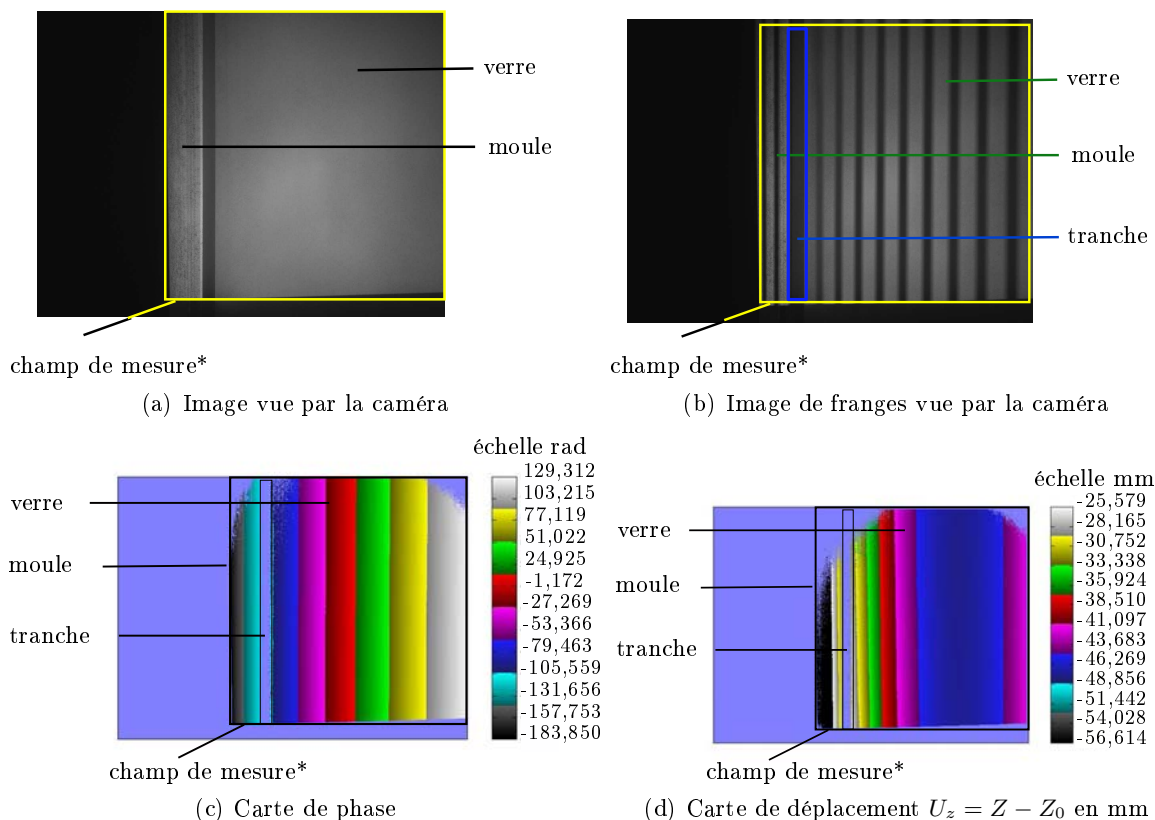 verre
moule
champ de mesure*
(a) Image vue par la caméra
verre
moule
tranche
champ de mesure*
(b) Image de franges vue par la caméra
échelle rad
129,312
103,215
77,119
51,022
24,925
-1,172
-27,269
-53,366
-79,463
-105,559
-131,656
-157,753
-183,850
verre
moule
tranche
champ de mesure*
(c) Carte de phase
échelle mm
-25,579
-28,165
-30,752
-33,338
-35,924
-38,510
-41,097
-43,683
-46,269
-48,856
-51,442
-54,028
-56,614
verre
moule
tranche
champ de mesure*
(d) Carte de déplacement U_z = Z − Z_0 en mm